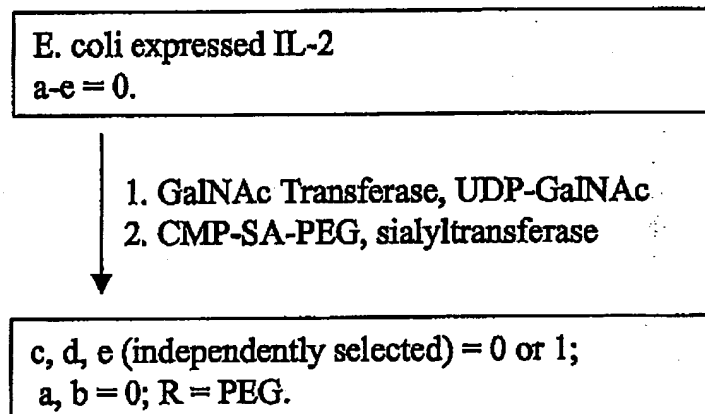 E. coli expressed IL-2
a-e = 0.
1. GalNAc Transferase, UDP-GalNAc
2. CMP-SA-PEG, sialyltransferase
c, d, e (independently selected) = 0 or 1;
a, b = 0; R = PEG.